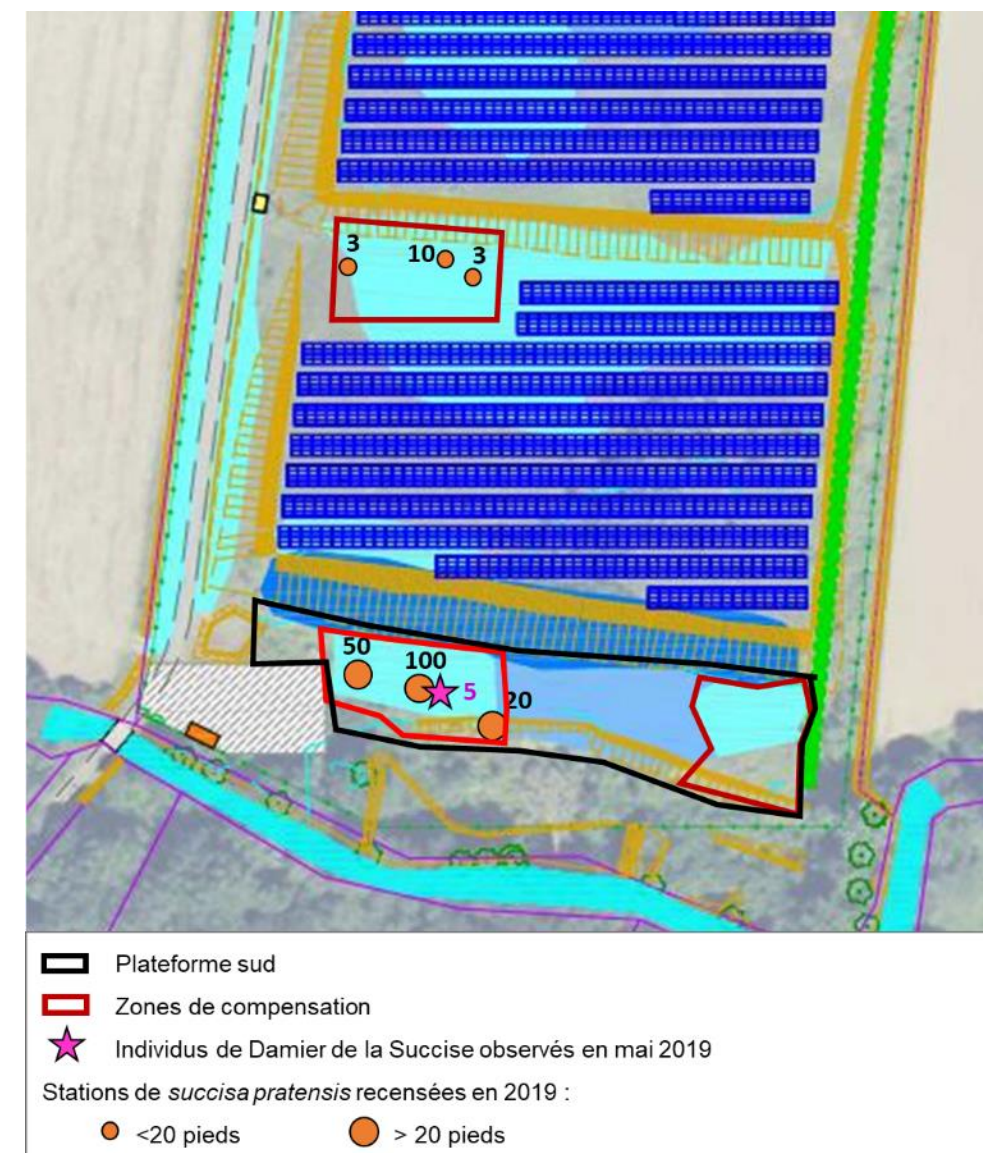 3
10
3
50
100
5
20
Plateforme sud
Zones de compensation
Individus de Damier de la Succise observés en mai 2019
Stations de succisa pratensis recensées en 2019 :
<20 pieds
> 20 pieds